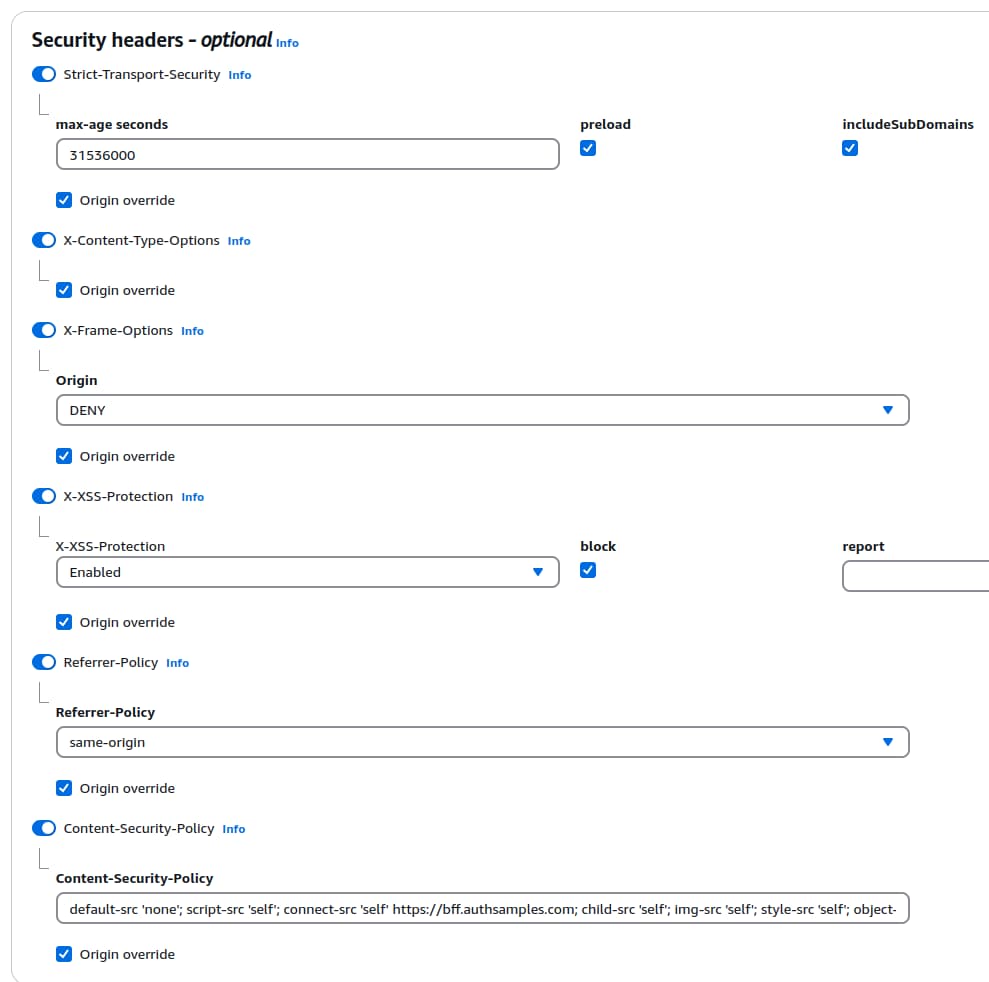 Security headers - optional Info
Strict-Transport-Security Info
max-age seconds preload includeSubDomains
31536000
Origin override
X-Content-Type-Options Info
Origin override
X-Frame-Options Info
Origin
DENY
Origin override
X-XSS-Protection Info
X-XSS-Protection block report
Enabled
Origin override
Referrer-Policy Info
Referrer-Policy
same-origin
Origin override
Content-Security-Policy Info
Content-Security-Policy
default-src 'none'; script-src 'self'; connect-src 'self' https://bff.authsamples.com; child-src 'self'; img-src 'self'; style-src 'self'; object-
Origin override